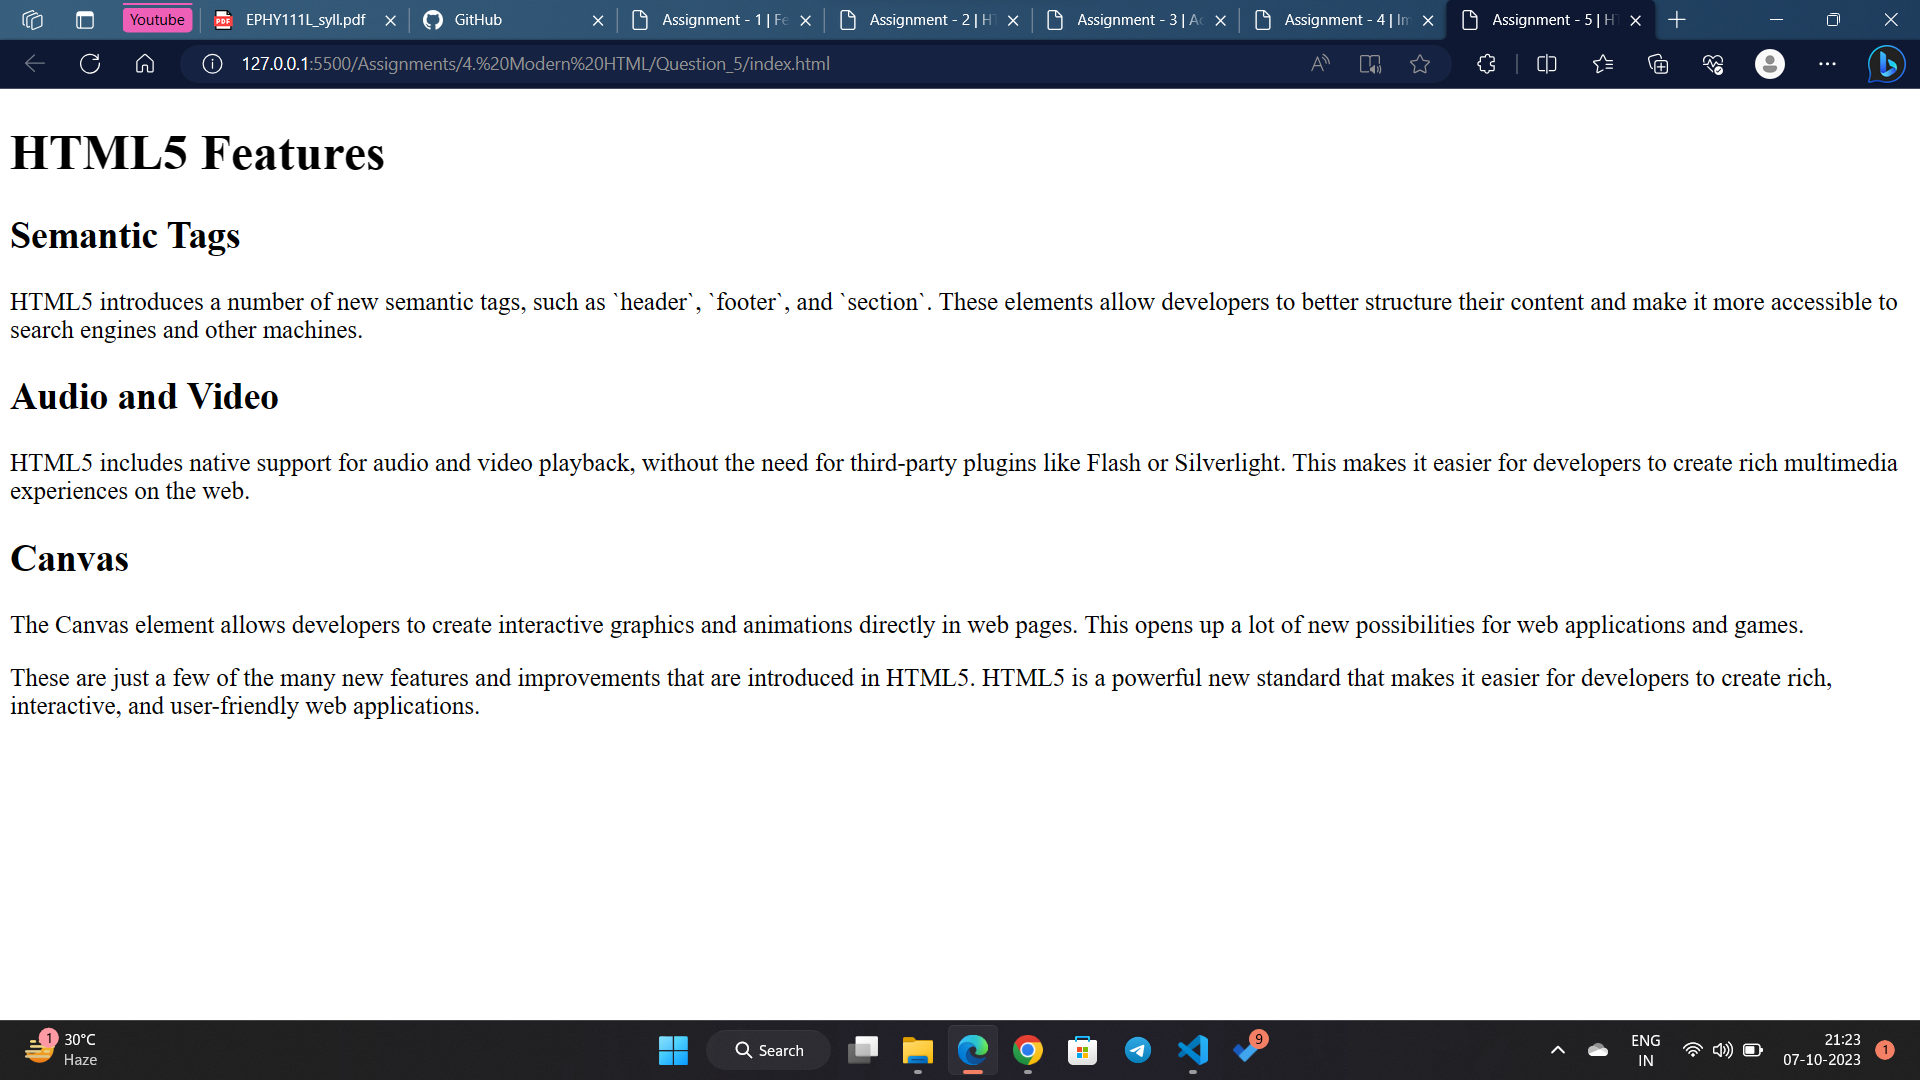 Youtube
EPHY111L_syll.pdf
GitHub
Assignment - 1 | Fe
Assignment - 2 | HT
Assignment - 3 | Ac
Assignment - 4 | Im
Assignment - 5 | HT
127.0.0.1:5500/Assignments/4.%20Modern%20HTML/Question_5/index.html
HTML5 Features
Semantic Tags
HTML5 introduces a number of new semantic tags, such as `header`, `footer`, and `section`. These elements allow developers to better structure their content and make it more accessible to
search engines and other machines.
Audio and Video
HTML5 includes native support for audio and video playback, without the need for third-party plugins like Flash or Silverlight. This makes it easier for developers to create rich multimedia
experiences on the web.
Canvas
The Canvas element allows developers to create interactive graphics and animations directly in web pages. This opens up a lot of new possibilities for web applications and games.
These are just a few of the many new features and improvements that are introduced in HTML5. HTML5 is a powerful new standard that makes it easier for developers to create rich,
interactive, and user-friendly web applications.
1
30°C
Haze
Search
9
ENG
IN
21:23
07-10-2023
1